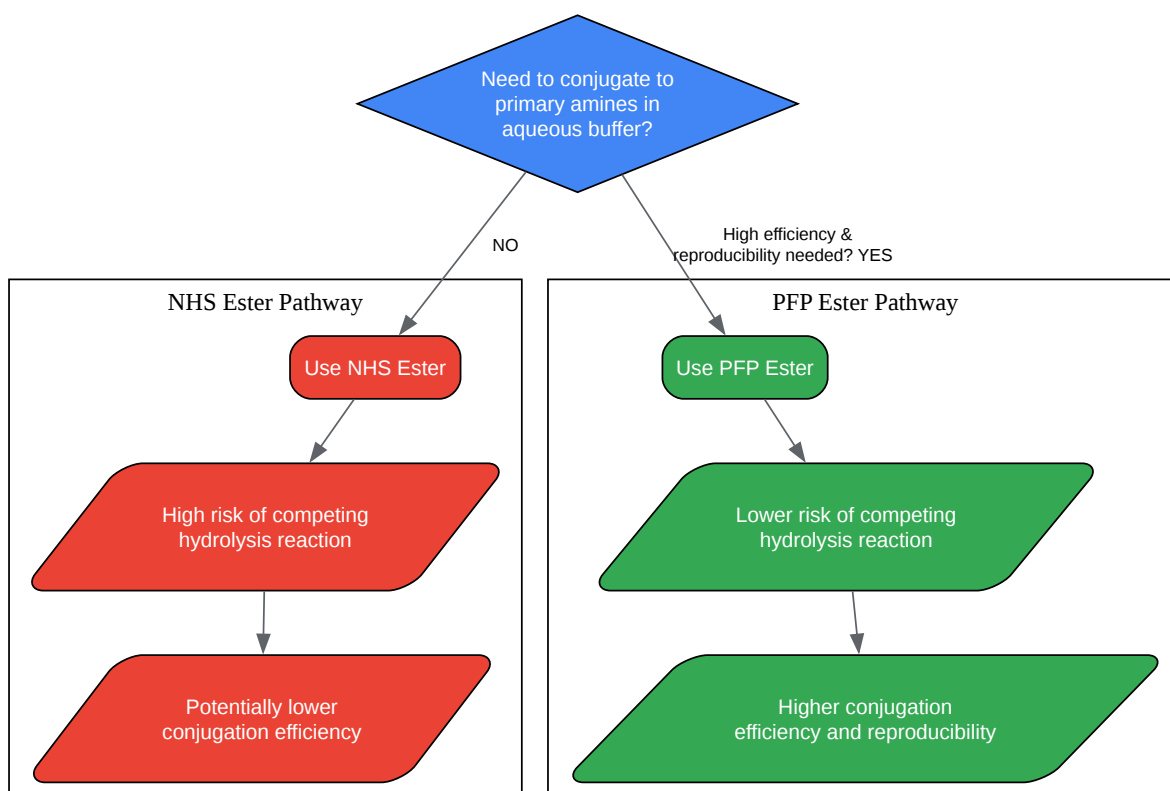 Need to conjugate to
primary amines in
aqueous buffer?
NO
High efficiency &
reproducibility needed? YES
NHS Ester Pathway
Use NHS Ester
High risk of competing
hydrolysis reaction
Potentially lower
conjugation efficiency
PFP Ester Pathway
Use PFP Ester
Lower risk of competing
hydrolysis reaction
Higher conjugation
efficiency and reproducibility